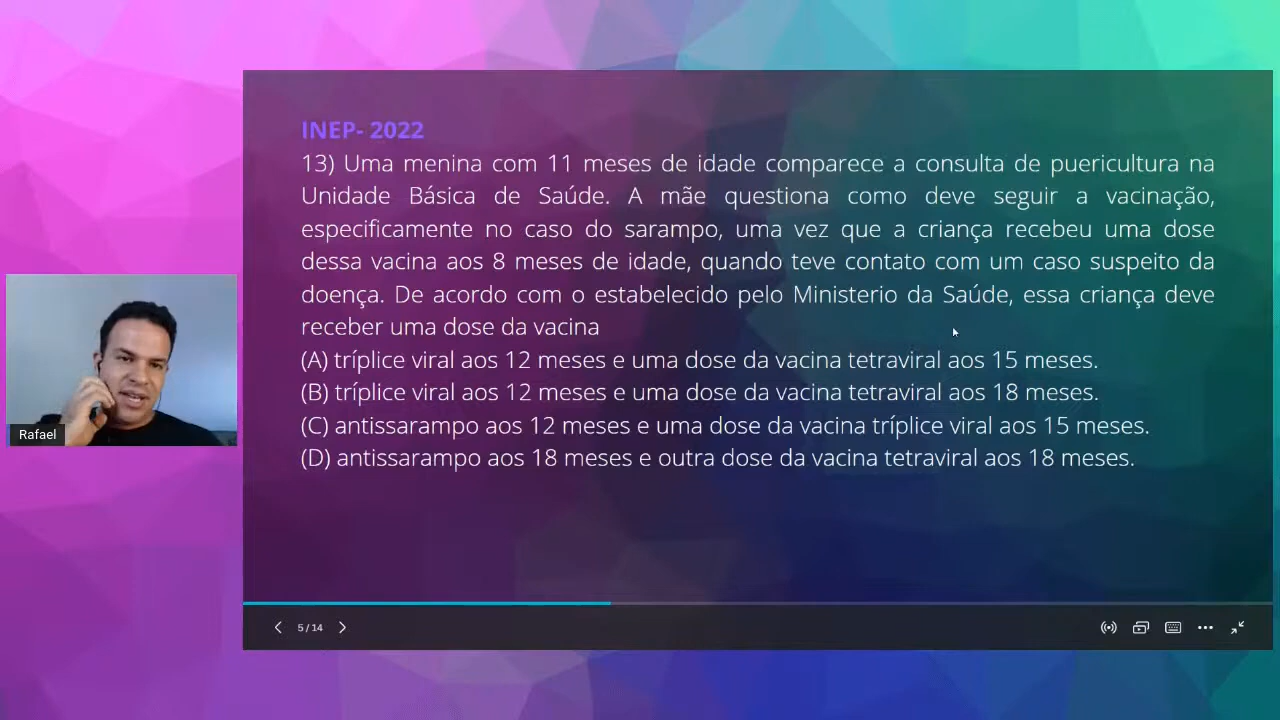 INEP- 2022
13) Uma menina com 11 meses de idade comparece a consulta de puericultura na
Unidade Básica de Saúde. A mãe questiona como deve seguir a vacinação,
especificamente no caso do sarampo, uma vez que a criança recebeu uma dose
dessa vacina aos 8 meses de idade, quando teve contato com um caso suspeito da
doença. De acordo com o estabelecido pelo Ministerio da Saúde, essa criança deve
receber uma dose da vacina
(A) tríplice viral aos 12 meses e uma dose da vacina tetraviral aos 15 meses.
(B) tríplice viral aos 12 meses e uma dose da vacina tetraviral aos 18 meses.
(C) antissarampo aos 12 meses e uma dose da vacina tríplice viral aos 15 meses.
(D) antissarampo aos 18 meses e outra dose da vacina tetraviral aos 18 meses.
Rafael
5 / 14